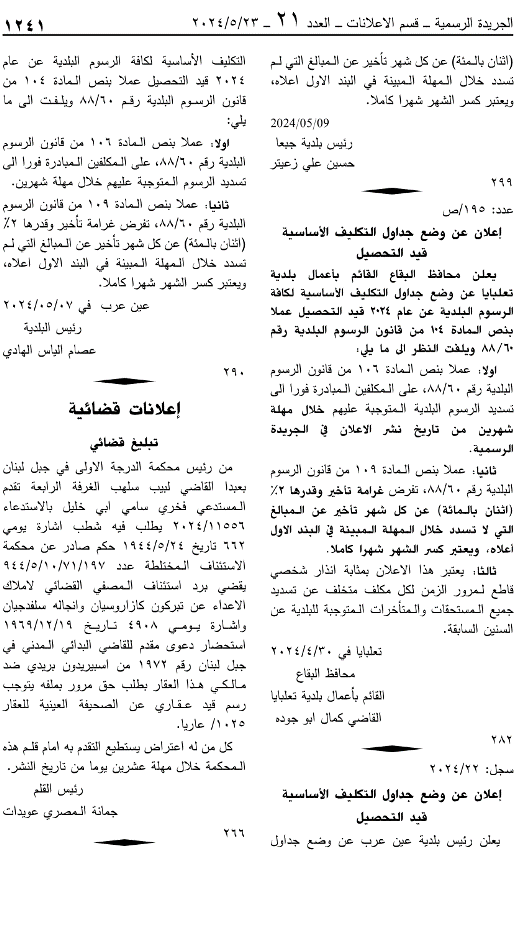 الجريدة الرسمية ــ قسم الاعلانات ــ العدد ٢١ ــ ٢٠٢٤/٥/٢٣
١٢٤١
(اثنان بالمئة) عن كل شهر تأخير عن المبالغ التي لم
تسدد خلال المهلة المبينة في البند الاول اعلاه،
ويعتبر كسر الشهر شهرا كاملا.
2024/05/09
رئيس بلدية جبعا
حسين علي زعيتر
٢٩٩
عدد: ١٩٥/ص
إعلان عن وضع جداول التكليف الأساسية
قيد التحصيل
يعلن محافظ البقاع القائم بأعمال بلدية
تعلبايا عن وضع جداول التكليف الأساسية لكافة
الرسوم البلدية عن عام ٢٠٢٤ قيد التحصيل عملا
بنص المادة ١٠٤ من قانون الرسوم البلدية رقم
٨٨/٦٠ ويلفت النظر الى ما يلي:
اولا: عملا بنص المادة ١٠٦ من قانون الرسوم
البلدية رقم ٨٨/٦٠، على المكلفين المبادرة فورا الى
تسديد الرسوم البلدية المتوجبة عليهم خلال مهلة
شهرين من تاريخ نشر الاعلان في الجريدة
الرسمية.
ثانيا: عملا بنص المادة ١٠٩ من قانون الرسوم
البلدية رقم ٨٨/٦٠، تفرض غرامة تأخير وقدرها ٢٪
(اثنان بالمائة) عن كل شهر تأخير عن المبالغ
التي لا تسدد خلال المهلة المبينة في البند الاول
أعلاه، ويعتبر كسر الشهر شهرا كاملا.
ثالثا: يعتبر هذا الاعلان بمثابة انذار شخصي
قاطع لمرور الزمن لكل مكلف متخلف عن تسديد
جميع المستحقات والمتأخرات المتوجبة للبلدية عن
السنين السابقة.
تعلبايا في ٢٠٢٤/٤/٣٠
محافظ البقاع
القائم بأعمال بلدية تعلبايا
القاضي كمال ابو جوده
٢٨٢
سجل: ٢٠٢٤/٢٢
إعلان عن وضع جداول التكليف الأساسية
قيد التحصيل
يعلن رئيس بلدية عين عرب عن وضع جداول
التكليف الأساسية لكافة الرسوم البلدية عن عام
٢٠٢٤ قيد التحصيل عملا بنص المادة ١٠٤ من
قانون الرسوم البلدية رقم ٨٨/٦٠ ويلفت الى ما
يلي:
اولا: عملا بنص المادة ١٠٦ من قانون الرسوم
البلدية رقم ٨٨/٦٠، على المكلفين المبادرة فورا الى
تسديد الرسوم المتوجبة عليهم خلال مهلة شهرين.
ثانيا: عملا بنص المادة ١٠٩ من قانون الرسوم
البلدية رقم ٨٨/٦٠، تفرض غرامة تأخير وقدرها ٢٪
(اثنان بالمئة) عن كل شهر تأخير عن المبالغ التي لم
تسدد خلال المهلة المبينة في البند الاول اعلاه،
ويعتبر كسر الشهر شهرا كاملا.
عين عرب في ٢٠٢٤/٠٥/٠٧
رئيس البلدية
عصام الياس الهادي
٢٩٠
إعلانات قضائية
تبليغ قضائي
من رئيس محكمة الدرجة الاولى في جبل لبنان
بعبدا القاضي لبيب سلهب الغرفة الرابعة تقدم
المستدعي فخري سامي ابي خليل بالاستدعاء
٢٠٢٤/١١٥٥٦ يطلب فيه شطب اشارة يومي
٦٦٢ تاريخ ١٩٤٤/٥/٢٤ حكم صادر عن محكمة
الاستئناف المختلطة عدد ٩٤٤/٥/١٠/٧١/١٩٧
يقضي برد استئناف المصفي القضائي لاملاك
الاعداء عن تبركون كازاروسيان وانجاله سلفدجيان
واشارة يومي ٤٩٠٨ تاريخ ١٩٦٩/١٢/١٩
استحضار دعوى مقدم للقاضي البدائي المدني في
جبل لبنان رقم ١٩٧٢ من اسبيريدون بريدي ضد
مالكي هذا العقار بطلب حق مرور بملفه يتوجب
رسم قيد عقاري عن الصحيفة العينية للعقار
١٠٢٥/ عاريا.
كل من له اعتراض يستطيع التقدم به امام قلم هذه
المحكمة خلال مهلة عشرين يوما من تاريخ النشر.
رئيس القلم
جمانة المصري عويدات
٢٦٦